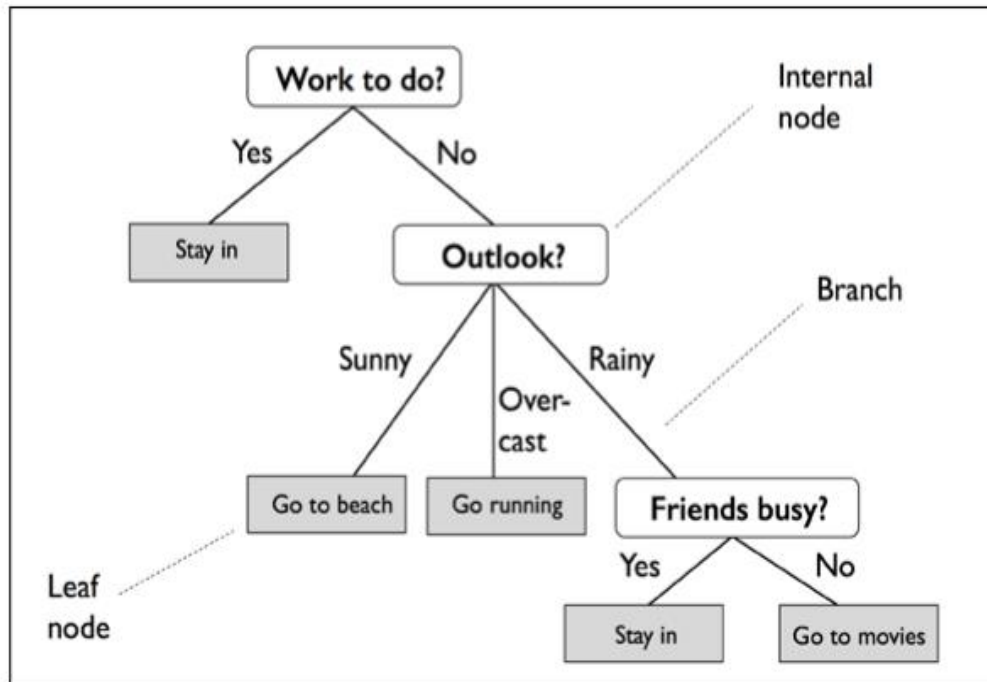 Work to do?
Internal
node
Yes
No
Stay in
Outlook?
Branch
Sunny
Rainy
Over-
cast
Go to beach
Go running
Friends busy?
Yes
No
Leaf
node
Stay in
Go to movies